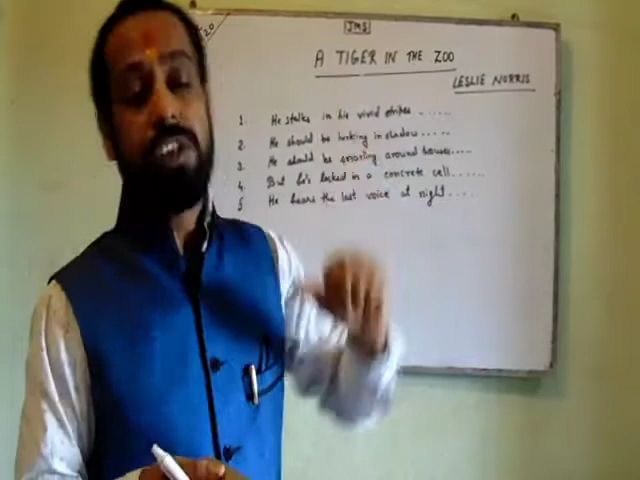 20
JMS
A TIGER IN THE ZOO
LESLIE NORRIS
1. He stalks in his vivid stripes ......
2. He should be lurking in shadow .....
3. He should be snarling around houses....
4. But he's locked in a concrete cell......
5 He hears the last voice at night.....